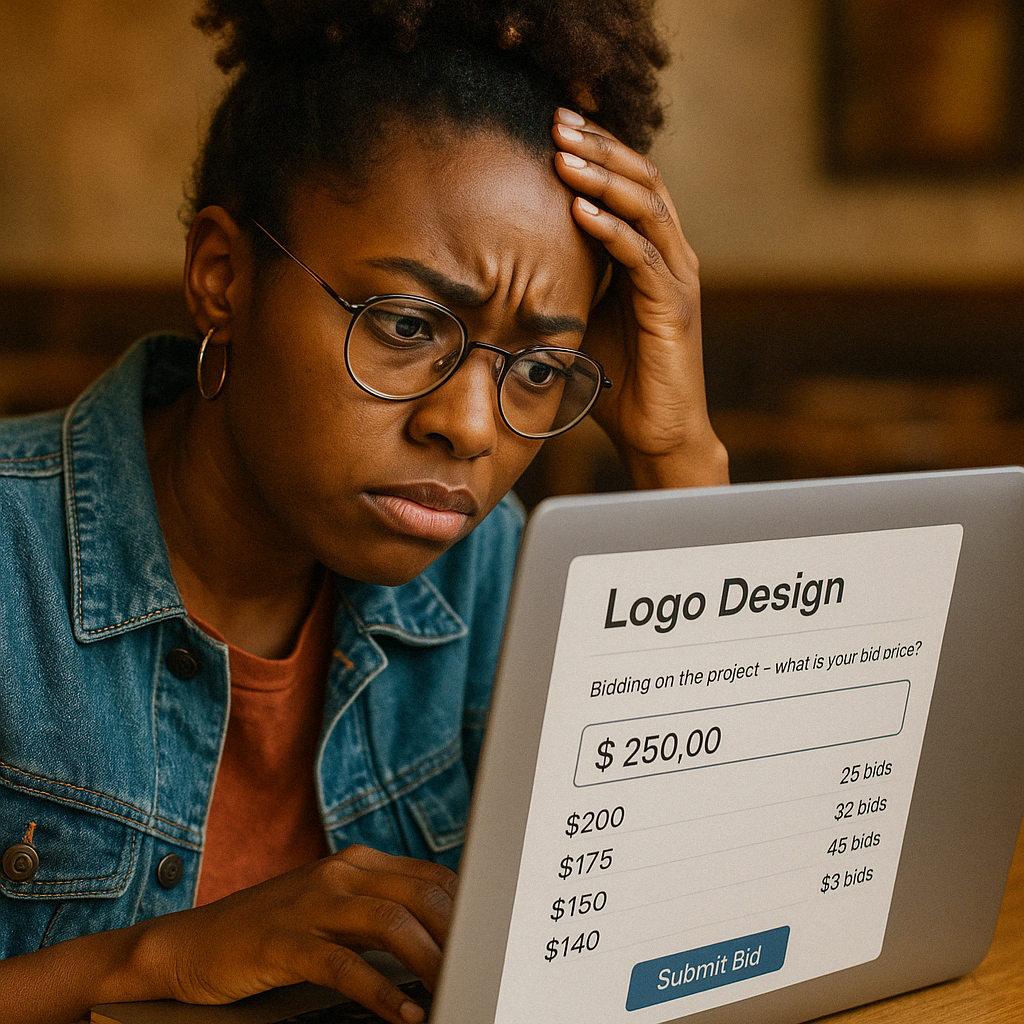 Logo Design
Bidding on the project – what is your bid price?
$ 250,00
$200 25 bids
$175 32 bids
$150 45 bids
$140 $3 bids
Submit Bid